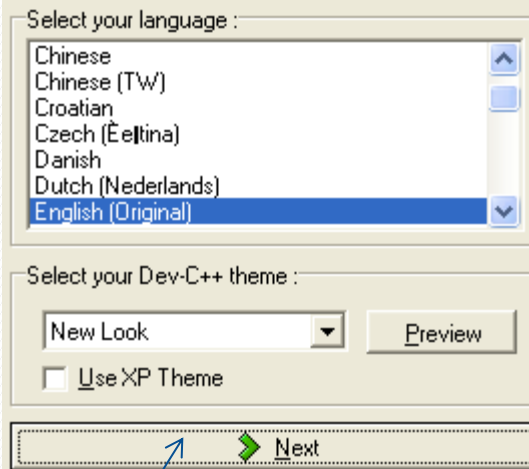 Select your language :
Chinese
Chinese (TW)
Croatian
Czech (Èeltina)
Danish
Dutch (Nederlands)
English (Original)
Select your Dev-C++ theme :
New Look
Preview
Use XP Theme
Next